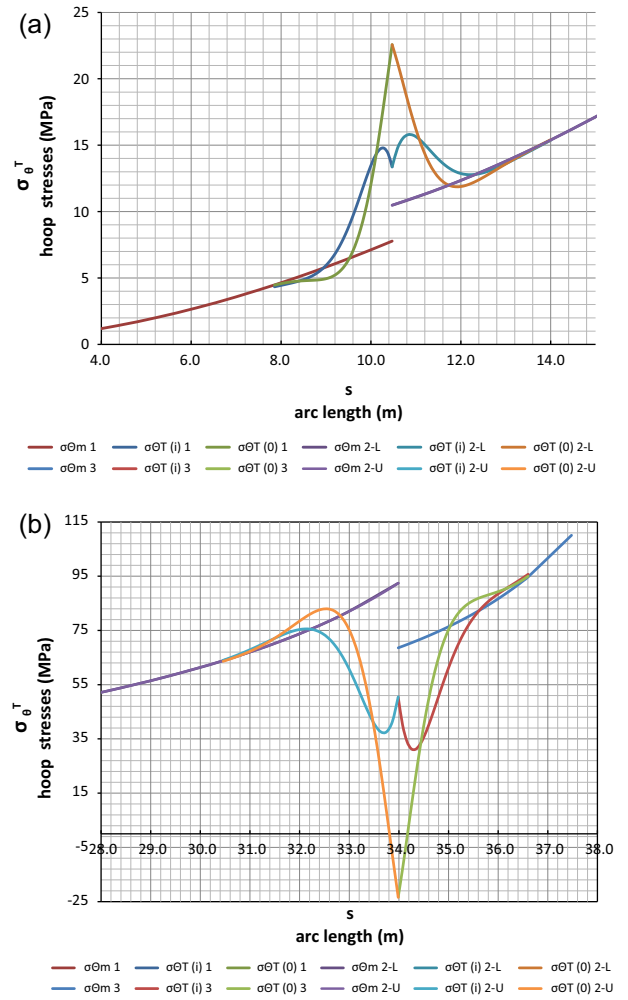 (a)
σ θ T
hoop stresses (MPa)
25
20
15
10
5
0
4.0 6.0 8.0 10.0 12.0 14.0
s
arc length (m)
σΘm 1 σΘT (i) 1 σΘT (0) 1 σΘm 2-L σΘT (i) 2-L σΘT (0) 2-L
σΘm 3 σΘT (i) 3 σΘT (0) 3 σΘm 2-U σΘT (i) 2-U σΘT (0) 2-U
(b)
σ θ T
hoop stresses (MPa)
115
95
75
55
35
15
-5
28.0 29.0 30.0 31.0 32.0 33.0 34.0 35.0 36.0 37.0 38.0
-25
s
arc length (m)
σΘm 1 σΘT (i) 1 σΘT (0) 1 σΘm 2-L σΘT (i) 2-L σΘT (0) 2-L
σΘm 3 σΘT (i) 3 σΘT (0) 3 σΘm 2-U σΘT (i) 2-U σΘT (0) 2-U